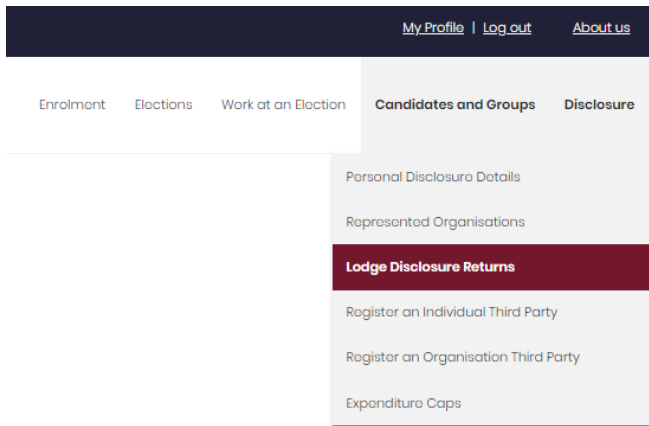 My Profile | Log out About us
Enrolment Elections Work at an Election Candidates and Groups Disclosure
Personal Disclosure Details
Represented Organisations
Lodge Disclosure Returns
Register an Individual Third Party
Register an Organisation Third Party
Expenditure Caps